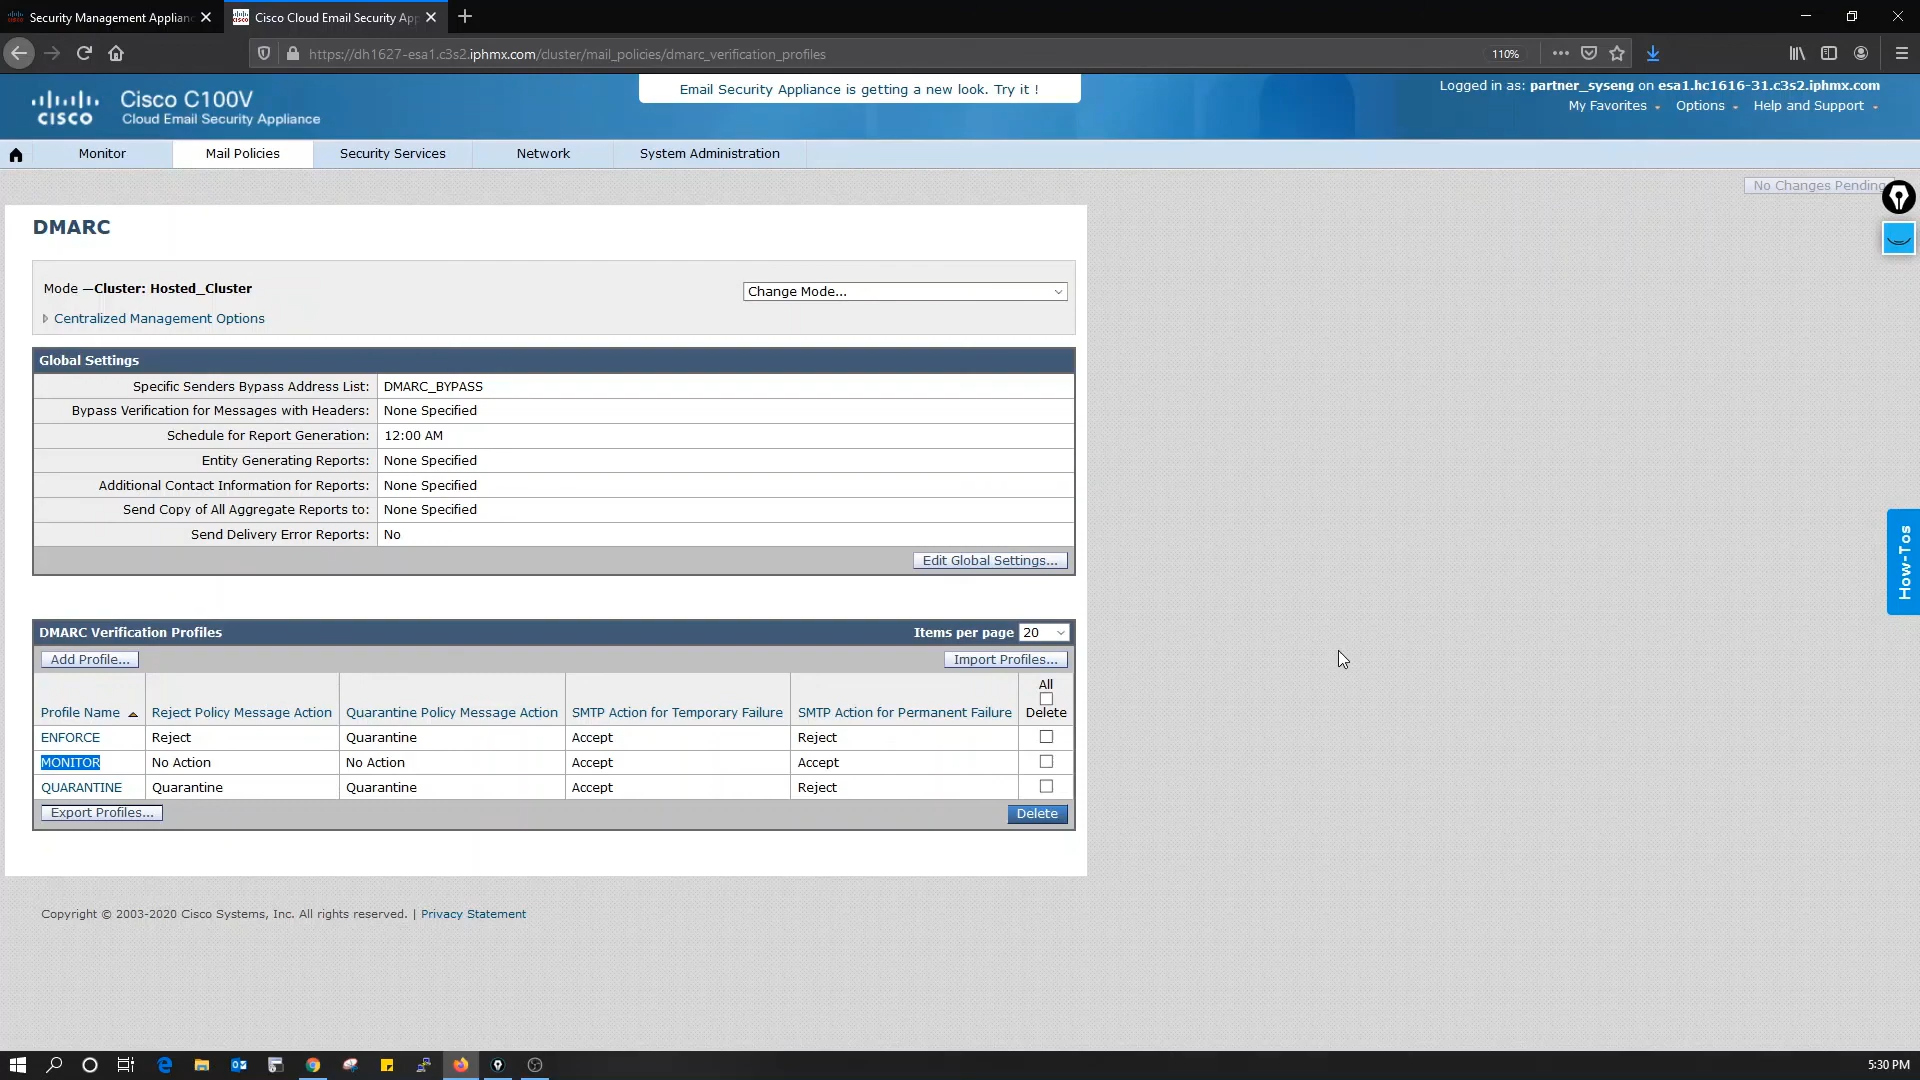 Security Management Applianc
Cisco Cloud Email Security App
https://dh1627-esa1.c3s2.iphmx.com/cluster/mail_policies/dmarc_verification_profiles
110%
CISCO
Cisco C100V
Cloud Email Security Appliance
Email Security Appliance is getting a new look. Try it !
Logged in as: partner_syseng on esa1.hc1616-31.c3s2.iphmx.com
My Favorites Options Help and Support
Monitor Mail Policies Security Services Network System Administration
No Changes Pending
DMARC
Mode —Cluster: Hosted_Cluster
Change Mode...
Centralized Management Options
Global Settings
Specific Senders Bypass Address List: DMARC_BYPASS
Bypass Verification for Messages with Headers: None Specified
Schedule for Report Generation: 12:00 AM
Entity Generating Reports: None Specified
Additional Contact Information for Reports: None Specified
Send Copy of All Aggregate Reports to: None Specified
Send Delivery Error Reports: No
Edit Global Settings...
How-Tos
DMARC Verification Profiles
Items per page 20
Add Profile...
Import Profiles...
All
Profile Name Reject Policy Message Action Quarantine Policy Message Action SMTP Action for Temporary Failure SMTP Action for Permanent Failure Delete
ENFORCE Reject Quarantine Accept Reject
MONITOR No Action No Action Accept Accept
QUARANTINE Quarantine Quarantine Accept Reject
Export Profiles...
Delete
Copyright © 2003-2020 Cisco Systems, Inc. All rights reserved. | Privacy Statement
5:30 PM